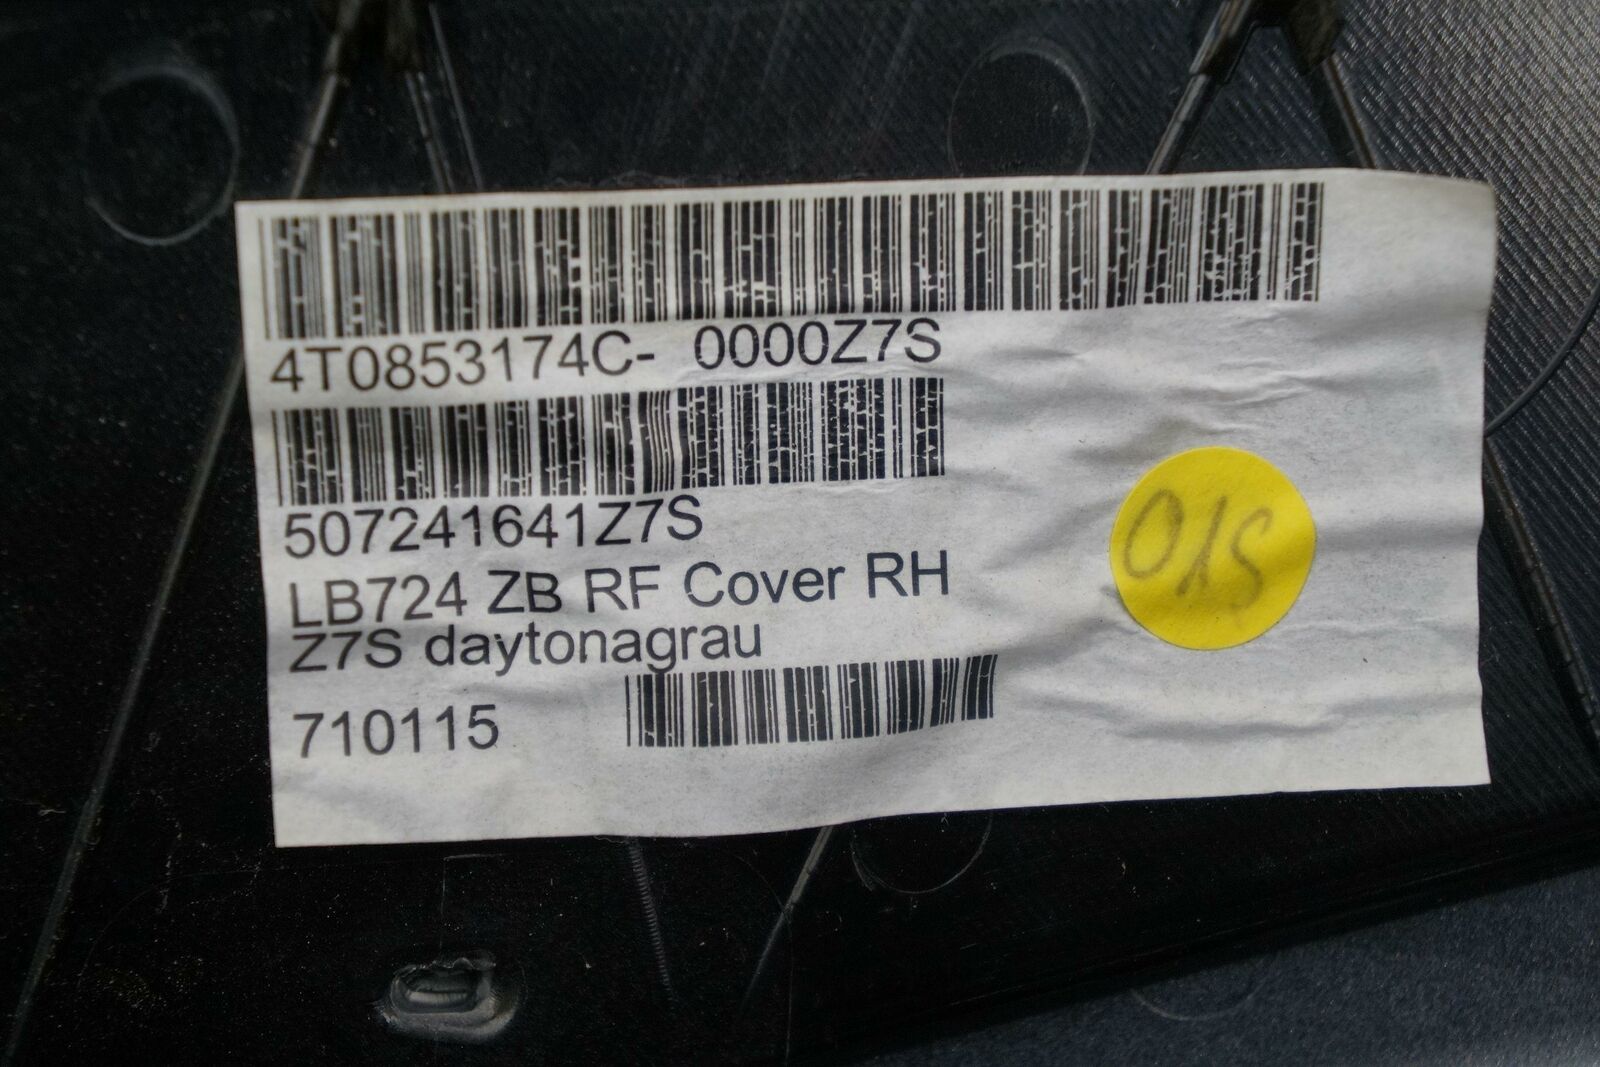 4T0853174C- 0000Z7S
507241641Z7S
LB724 ZB RF Cover RH
Z7S daytonagrau
710115